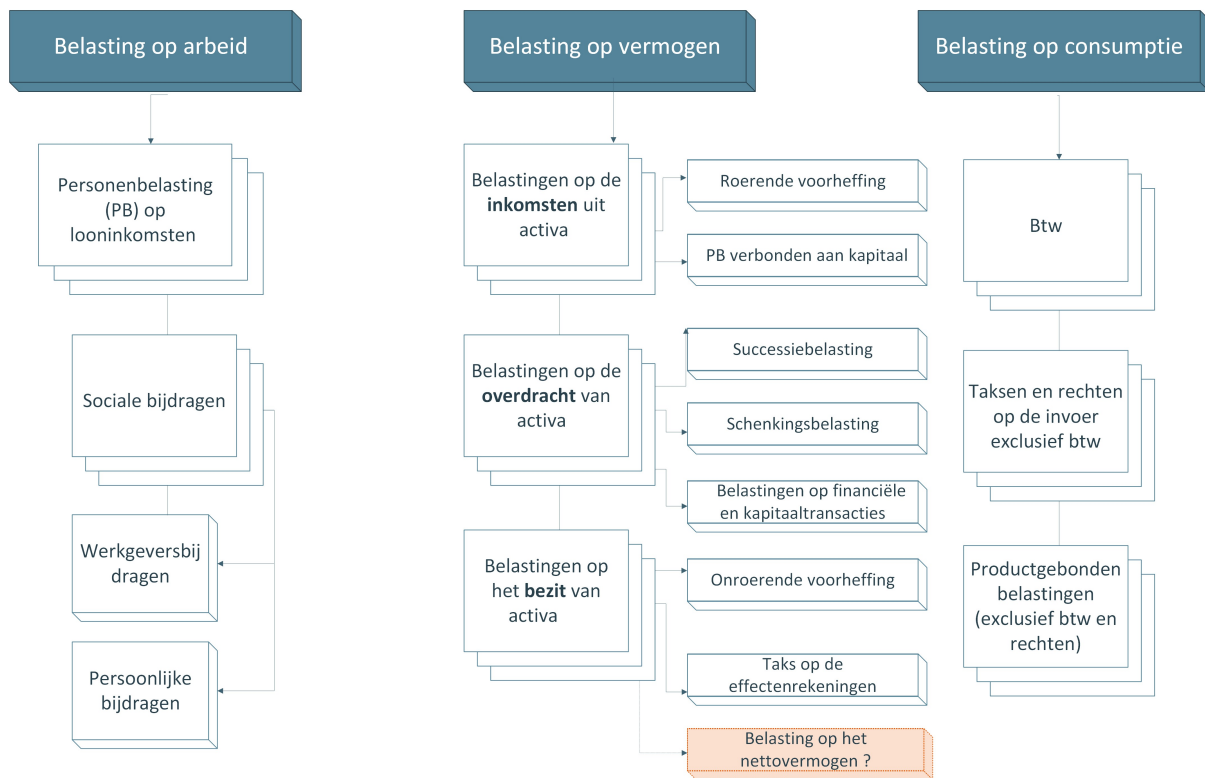 Belasting op arbeid
Personenbelasting
(PB) op
looninkomsten
Sociale bijdragen
Werkgeversbij
dragen
Persoonlijke
bijdragen
Belasting op vermogen
Belastingen op de
inkomsten uit
activa
Roerende voorheffing
PB verbonden aan kapitaal
Belastingen op de
overdracht van
activa
Successiebelasting
Schenkingsbelasting
Belastingen op financiële
en kapitaaltransacties
Belastingen op
het bezit van
activa
Onroerende voorheffing
Taks op de
effectenrekeningen
Belasting op het
nettovermogen ?
Belasting op consumptie
Btw
Taksen en rechten
op de invoer
exclusief btw
Productgebonden
belastingen
(exclusief btw en
rechten)